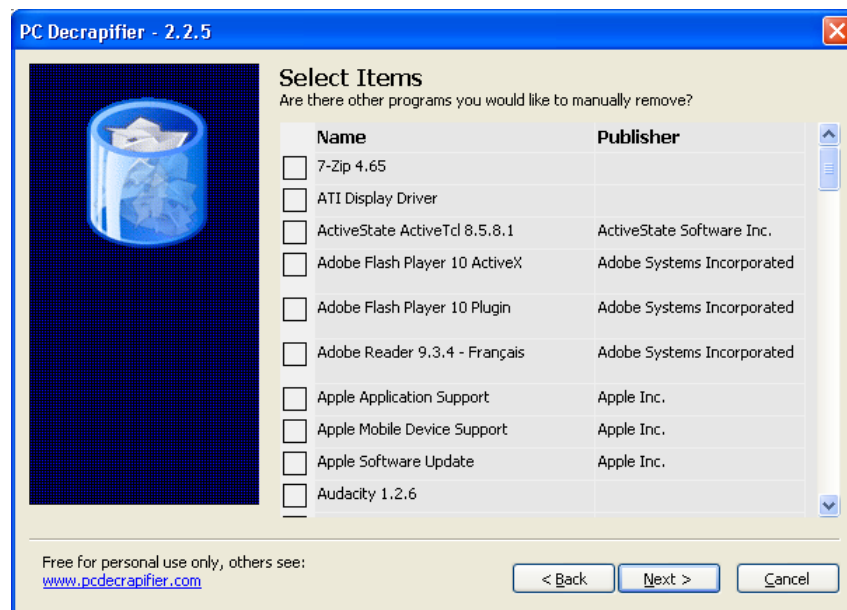 PC Decrapifier - 2.2.5
Select Items
Are there other programs you would like to manually remove?
Name Publisher
7-Zip 4.65
ATI Display Driver
ActiveState ActiveTcl 8.5.8.1 ActiveState Software Inc.
Adobe Flash Player 10 ActiveX Adobe Systems Incorporated
Adobe Flash Player 10 Plugin Adobe Systems Incorporated
Adobe Reader 9.3.4 - Français Adobe Systems Incorporated
Apple Application Support Apple Inc.
Apple Mobile Device Support Apple Inc.
Apple Software Update Apple Inc.
Audacity 1.2.6
Free for personal use only, others see:
www.pcdecrapifier.com
< Back Next > Cancel